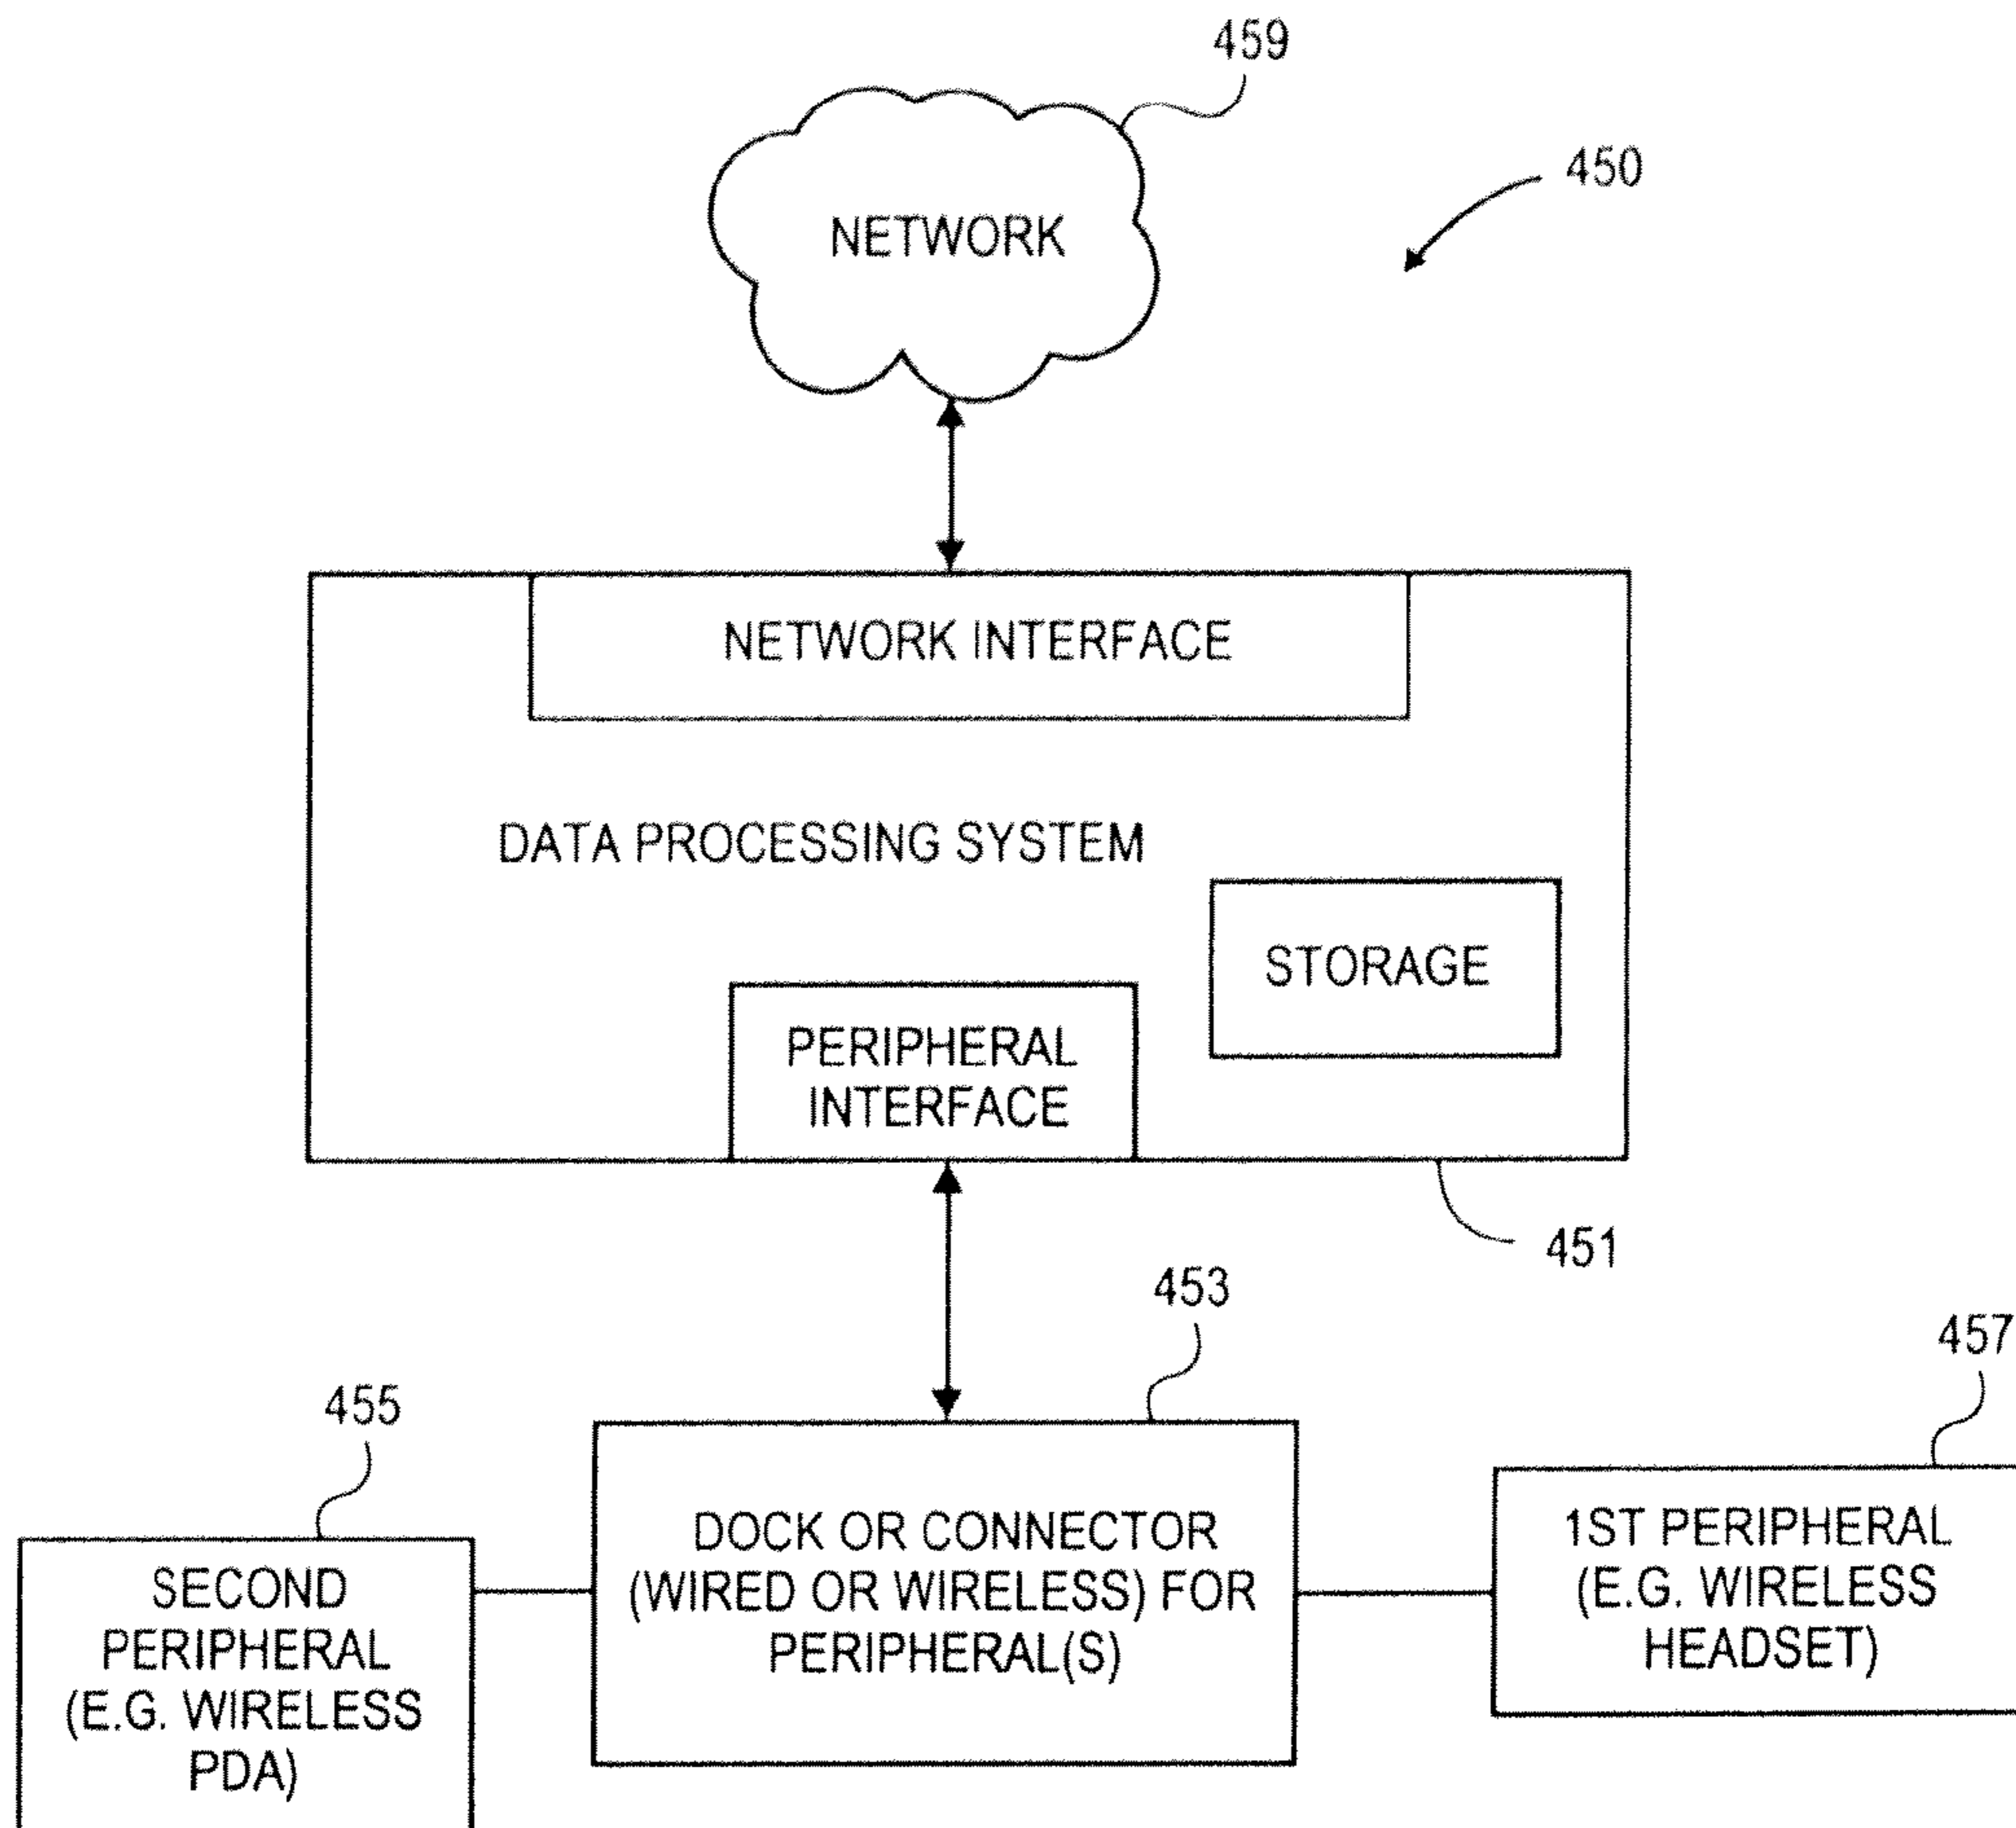 459
450
NETWORK
NETWORK INTERFACE
DATA PROCESSING SYSTEM
STORAGE
PERIPHERAL
INTERFACE
451
453
457
455
DOCK OR CONNECTOR
(WIRED OR WIRELESS) FOR
PERIPHERAL(S)
1ST PERIPHERAL
(E.G. WIRELESS
HEADSET)
SECOND
PERIPHERAL
(E.G. WIRELESS
PDA)